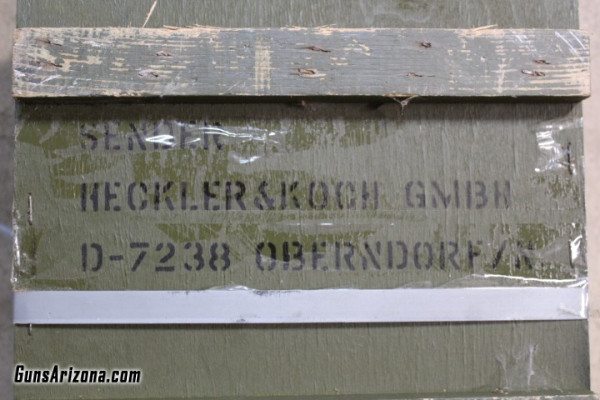 SENDER
HECKLER & KOCH GMBH
D-7238 OBERNDORF/N
GunsArizona.com